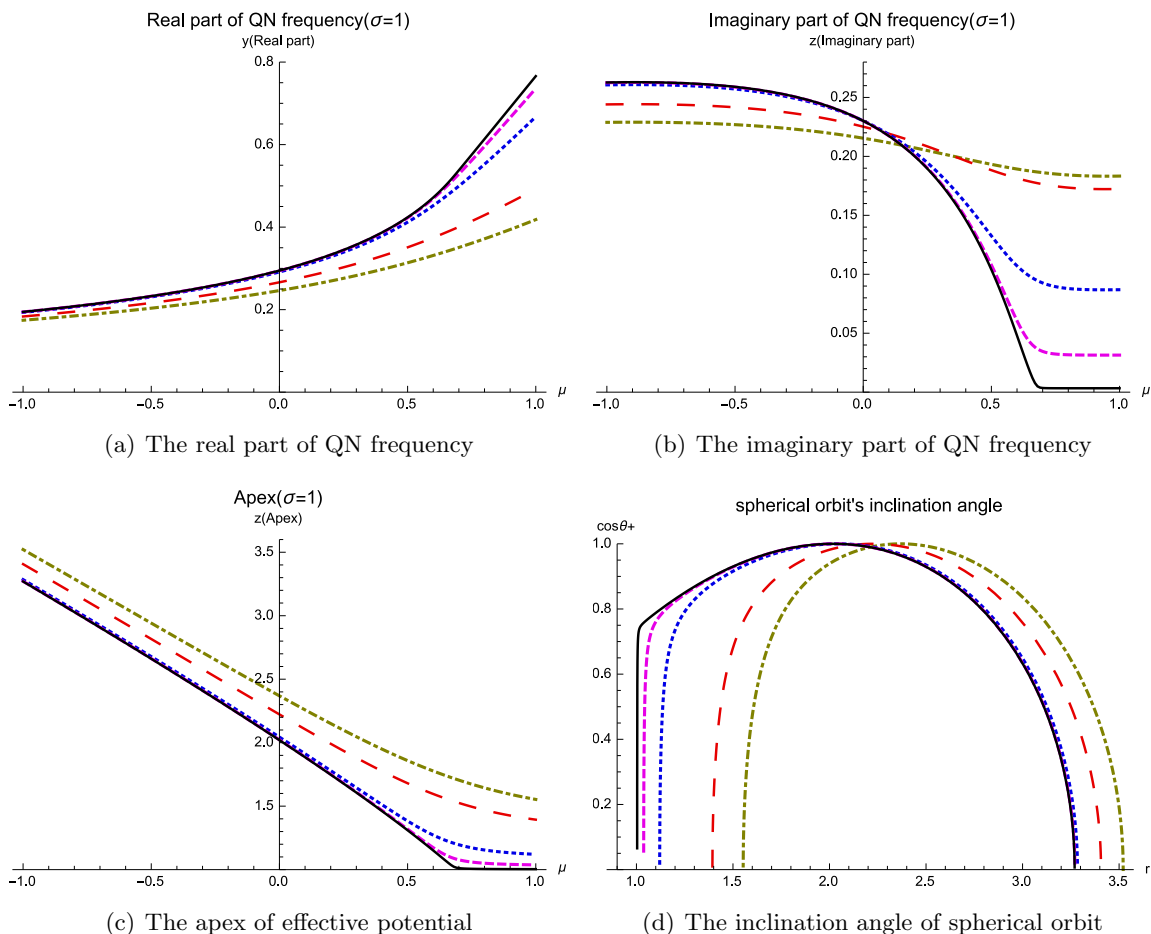 Real part of QN frequency(σ=1)
y(Real part)
0.8
0.6
0.4
0.2
−1.0 −0.5 0.0 0.5 1.0 μ
(a) The real part of QN frequency
Imaginary part of QN frequency(σ=1)
z(Imaginary part)
0.25
0.20
0.15
0.10
0.05
−1.0 −0.5 0.0 0.5 1.0 μ
(b) The imaginary part of QN frequency
Apex(σ=1)
z(Apex)
3.5
3.0
2.5
2.0
1.5
−1.0 −0.5 0.0 0.5 1.0 μ
(c) The apex of effective potential
spherical orbit's inclination angle
cosθ+
1.0
0.8
0.6
0.4
0.2
1.0 1.5 2.0 2.5 3.0 3.5 r
(d) The inclination angle of spherical orbit